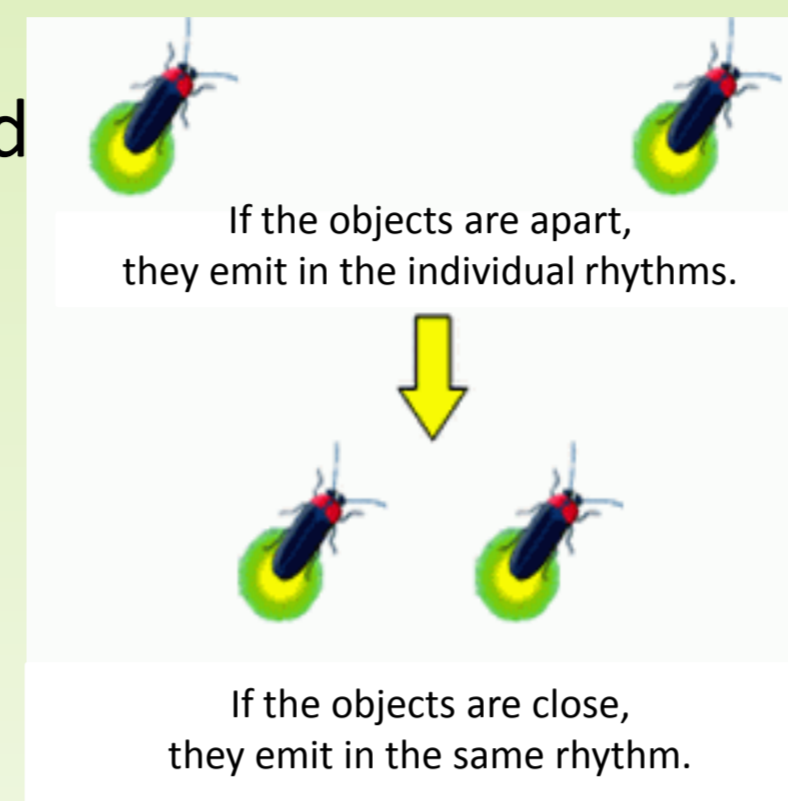 d
If the objects are apart,
they emit in the individual rhythms.
If the objects are close,
they emit in the same rhythm.